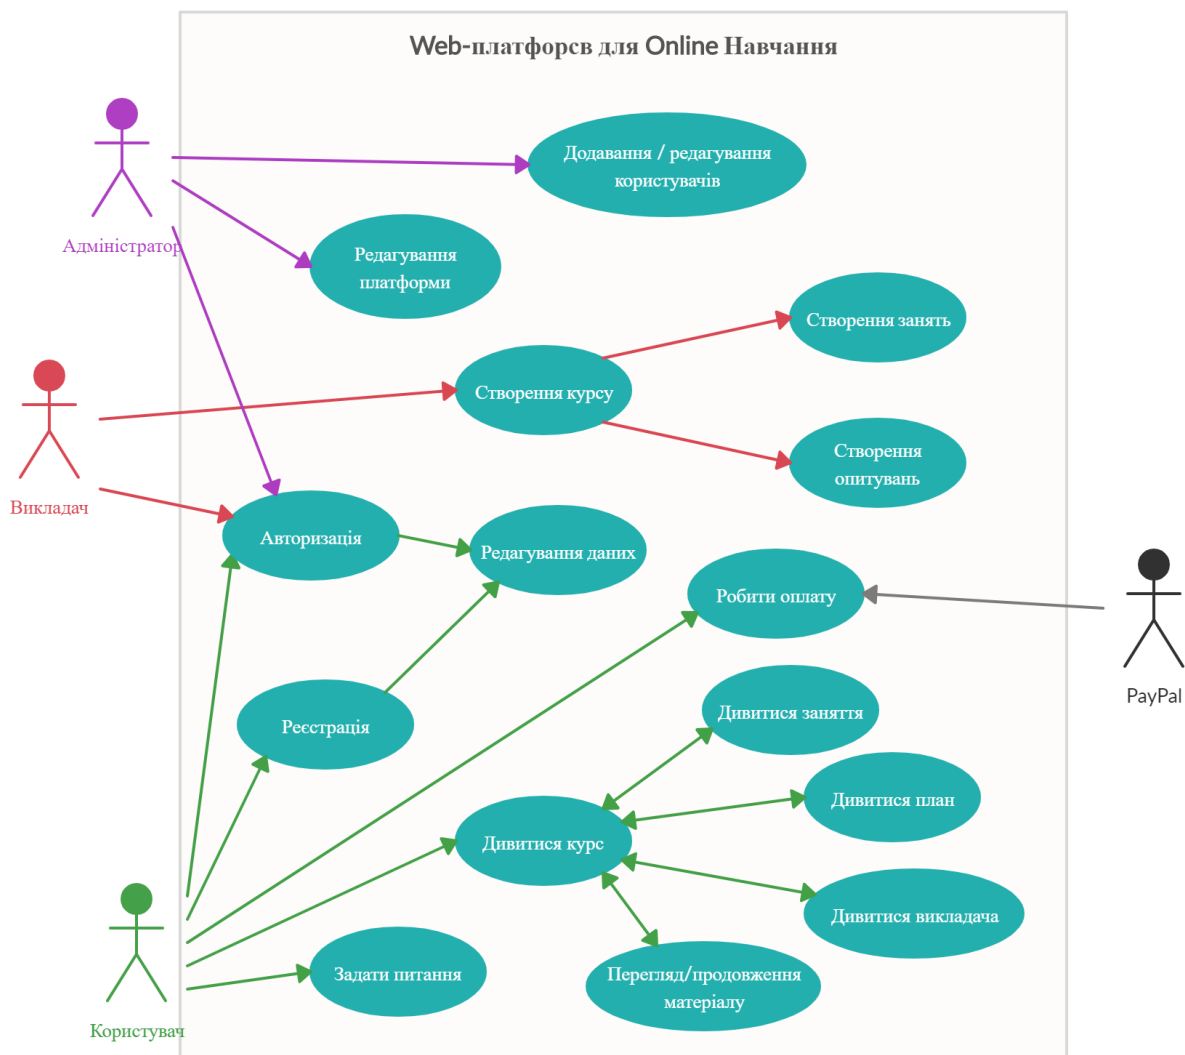 Web-платфорсв для Online Навчання
Додавання / редагування
користувачів
Адміністратор
Редагування
платформи
Створення занять
Створення курсу
Створення
опитувань
Викладач
Авторизація
Редагування даних
Робити оплату
PayPal
Реєстрація
Дивитися заняття
Дивитися план
Дивитися курс
Дивитися викладача
Задати питання
Перегляд/продовження
матеріалу
Користувач